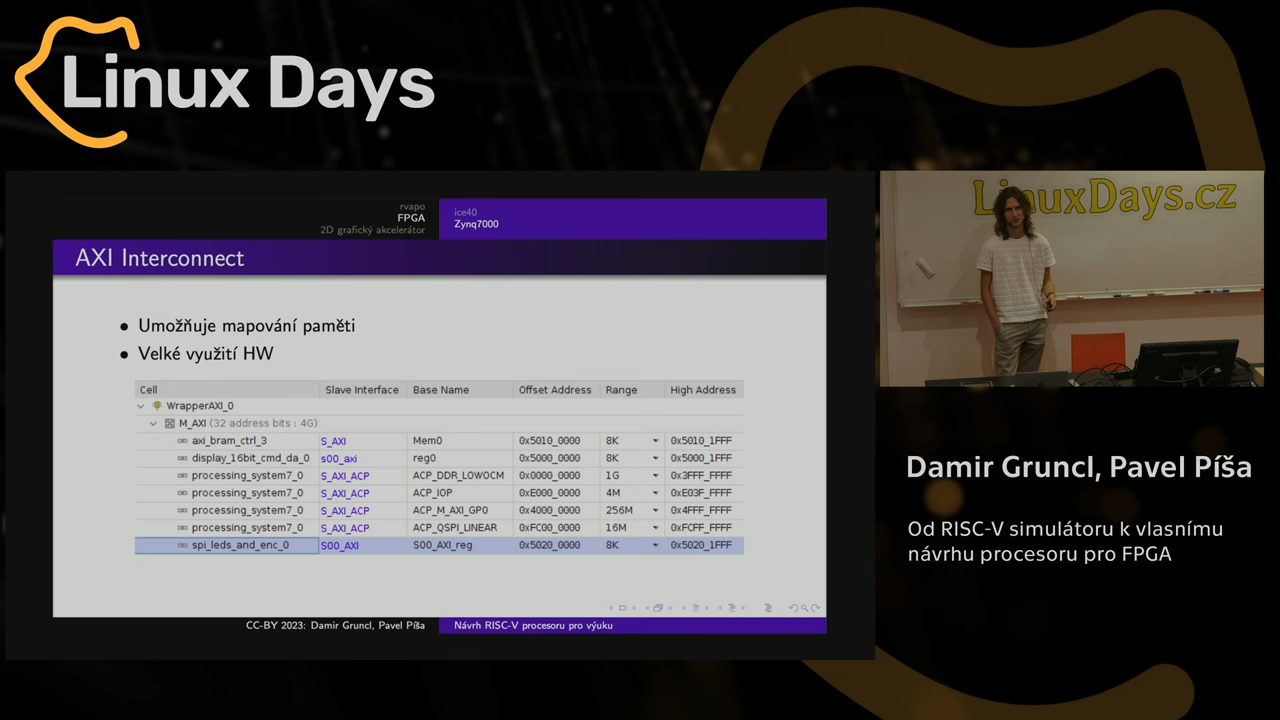 Linux Days
rvapo
FPGA
2D grafický akcelerátor
ice40
Zynq7000
AXI Interconnect
• Umožňuje mapování paměti
• Velké využití HW
Cell Slave Interface Base Name Offset Address Range High Address
WrapperAXI_0
M_AXI (32 address bits : 4G)
axi_bram_ctrl_3 S_AXI Mem0 0x5010_0000 8K 0x5010_1FFF
display_16bit_cmd_da_0 s00_axi reg0 0x5000_0000 8K 0x5000_1FFF
processing_system7_0 S_AXI_ACP ACP_DDR_LOWOCM 0x0000_0000 1G 0x3FFF_FFFF
processing_system7_0 S_AXI_ACP ACP_IOP 0xE000_0000 4M 0xE03F_FFFF
processing_system7_0 S_AXI_ACP ACP_M_AXI_GP0 0x4000_0000 256M 0x4FFF_FFFF
processing_system7_0 S_AXI_ACP ACP_QSPI_LINEAR 0xFC00_0000 16M 0xFCFF_FFFF
spi_leds_and_enc_0 S00_AXI S00_AXI_reg 0x5020_0000 8K 0x5020_1FFF
CC-BY 2023: Damir Gruncl, Pavel Píša
Návrh RISC-V procesoru pro výuku
LinuxDays.cz
Damir Gruncl, Pavel Píša
Od RISC-V simulátoru k vlasnímu
návrhu procesoru pro FPGA